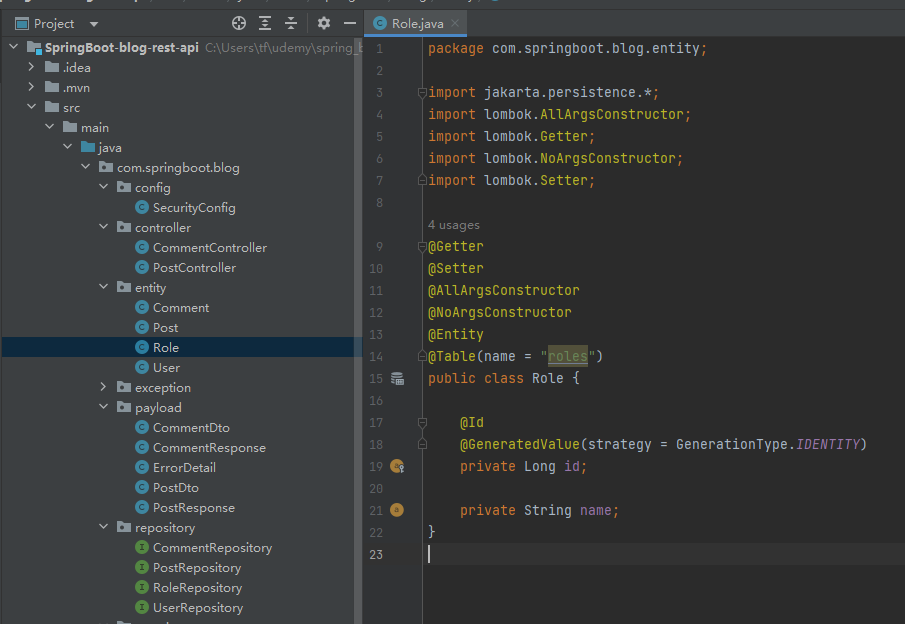 Project
Role.java
SpringBoot-blog-rest-api C:\Users\tf\udemy\spring_b
.idea
.mvn
src
main
java
com.springboot.blog
config
SecurityConfig
controller
CommentController
PostController
entity
Comment
Post
Role
User
exception
payload
CommentDto
CommentResponse
ErrorDetail
PostDto
PostResponse
repository
CommentRepository
PostRepository
RoleRepository
UserRepository
1 package com.springboot.blog.entity;
2
3 import jakarta.persistence.*;
4 import lombok.AllArgsConstructor;
5 import lombok.Getter;
6 import lombok.NoArgsConstructor;
7 import lombok.Setter;
8
4 usages
9 @Getter
10 @Setter
11 @AllArgsConstructor
12 @NoArgsConstructor
13 @Entity
14 @Table(name = "roles")
15 public class Role {
16
17 @Id
18 @GeneratedValue(strategy = GenerationType.IDENTITY)
19 private Long id;
20
21 private String name;
22 }
23